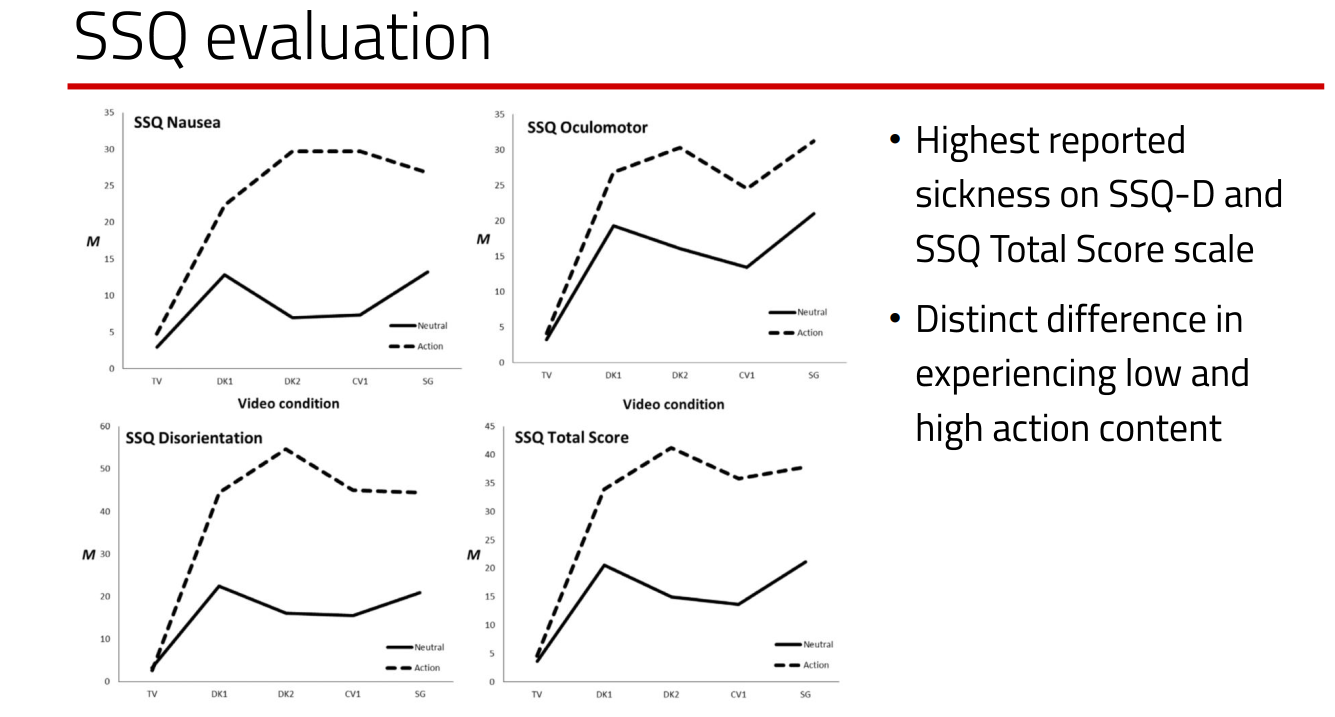 SSQ evaluation
SSQ Nausea
35
30
25
20
15
10
5
0
M
TV DK1 DK2 CV1 SG
Neutral
Action
Video condition
SSQ Oculomotor
35
30
25
20
15
10
5
0
M
TV DK1 DK2 CV1 SG
Neutral
Action
Video condition
SSQ Disorientation
60
50
40
30
20
10
0
M
TV DK1 DK2 CV1 SG
Neutral
Action
SSQ Total Score
45
40
35
30
25
20
15
10
5
0
M
TV DK1 DK2 CV1 SG
Neutral
Action
• Highest reported
sickness on SSQ-D and
SSQ Total Score scale
• Distinct difference in
experiencing low and
high action content